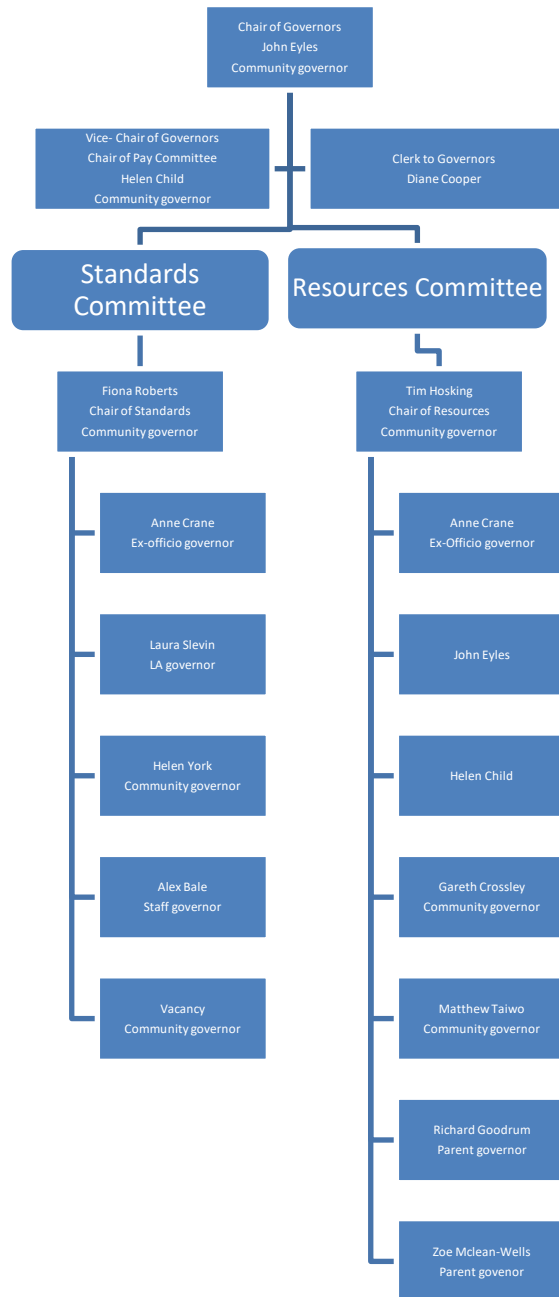 Chair of Governors
John Eyles
Community governor
Vice- Chair of Governors
Chair of Pay Committee
Helen Child
Community governor
Clerk to Governors
Diane Cooper
Standards
Committee
Resources Committee
Fiona Roberts
Chair of Standards
Community governor
Anne Crane
Ex-officio governor
Laura Slevin
LA governor
Helen York
Community governor
Alex Bale
Staff governor
Vacancy
Community governor
Tim Hosking
Chair of Resources
Community governor
Anne Crane
Ex-Officio governor
John Eyles
Helen Child
Gareth Crossley
Community governor
Matthew Taiwo
Community governor
Richard Goodrum
Parent governor
Zoe Mclean-Wells
Parent govenor